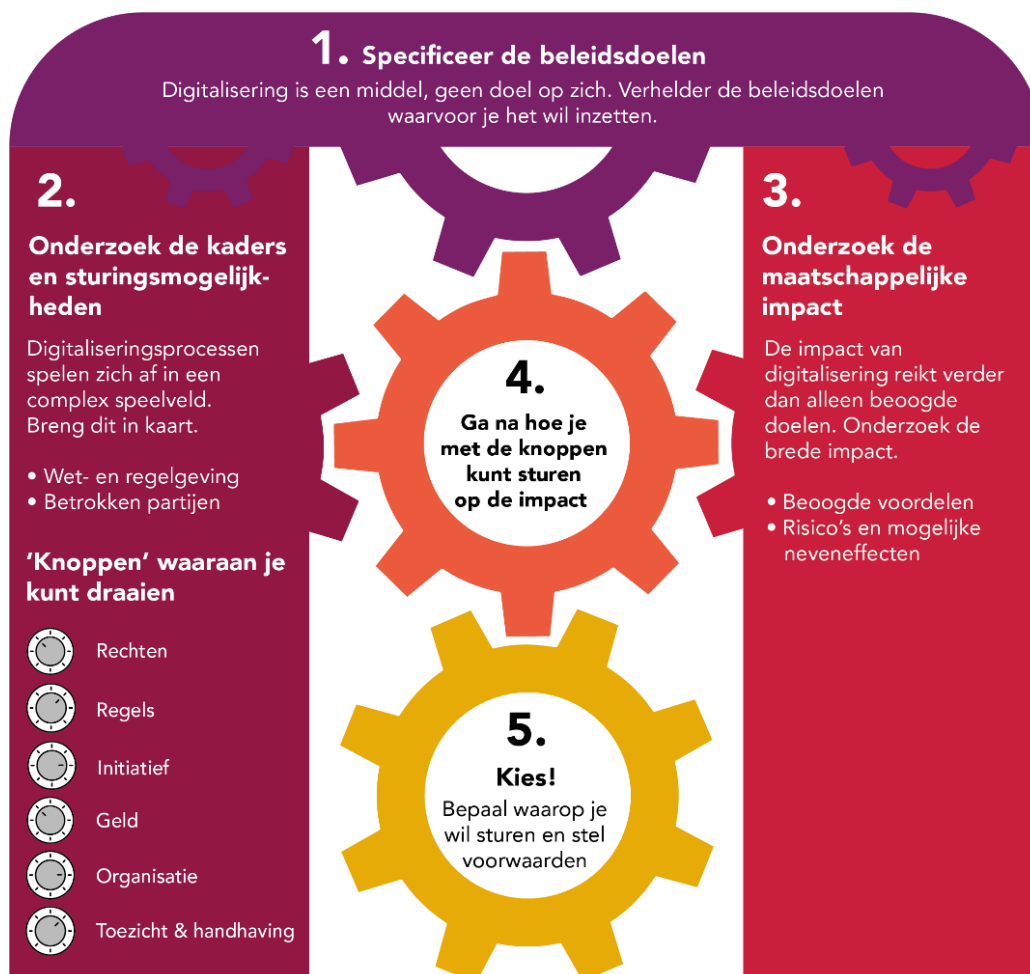 1. Specificeer de beleidsdoelen
Digitalisering is een middel, geen doel op zich. Verhelder de beleidsdoelen
waarvoor je het wil inzetten.
2.
Onderzoek de kaders
en sturingsmogelijk-
heden
Digitaliseringsprocessen
spelen zich af in een
complex speelveld.
Breng dit in kaart.
• Wet- en regelgeving
• Betrokken partijen
‘Knoppen’ waaraan je
kunt draaien
Rechten
Regels
Initiatief
Geld
Organisatie
Toezicht & handhaving
3.
Onderzoek de
maatschappelijke
impact
De impact van
digitalisering reikt verder
dan alleen beoogde
doelen. Onderzoek de
brede impact.
• Beoogde voordelen
• Risico’s en mogelijke
neveneffecten
4.
Ga na hoe je
met de knoppen
kunt sturen
op de impact
5.
Kies!
Bepaal waarop je
wil sturen en stel
voorwaarden